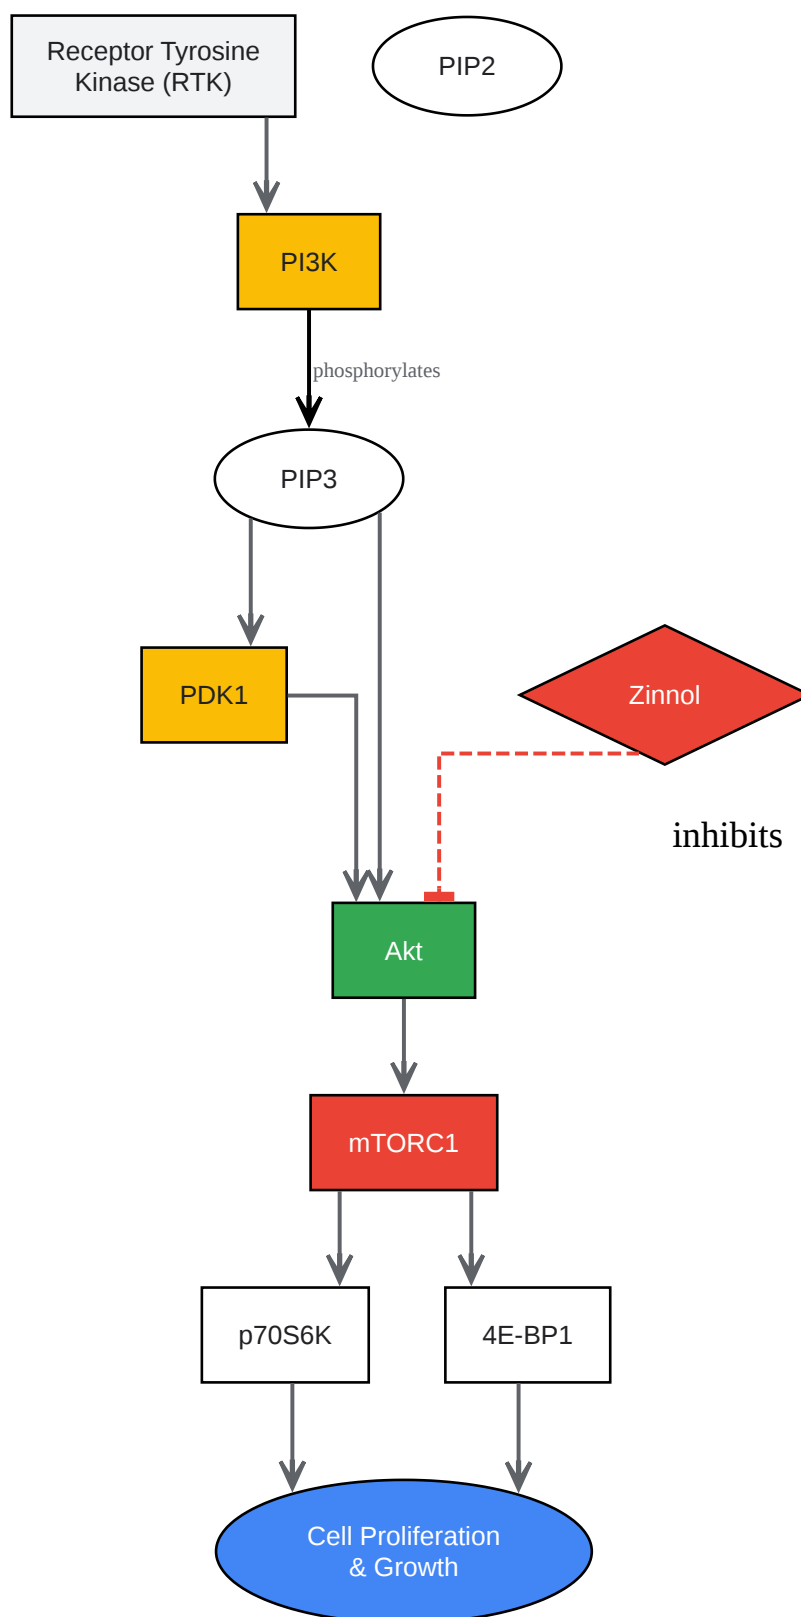 Receptor Tyrosine
Kinase (RTK)
PIP2
PI3K
phosphorylates
PIP3
PDK1
Zinnol
inhibits
Akt
mTORC1
p70S6K
4E-BP1
Cell Proliferation
& Growth